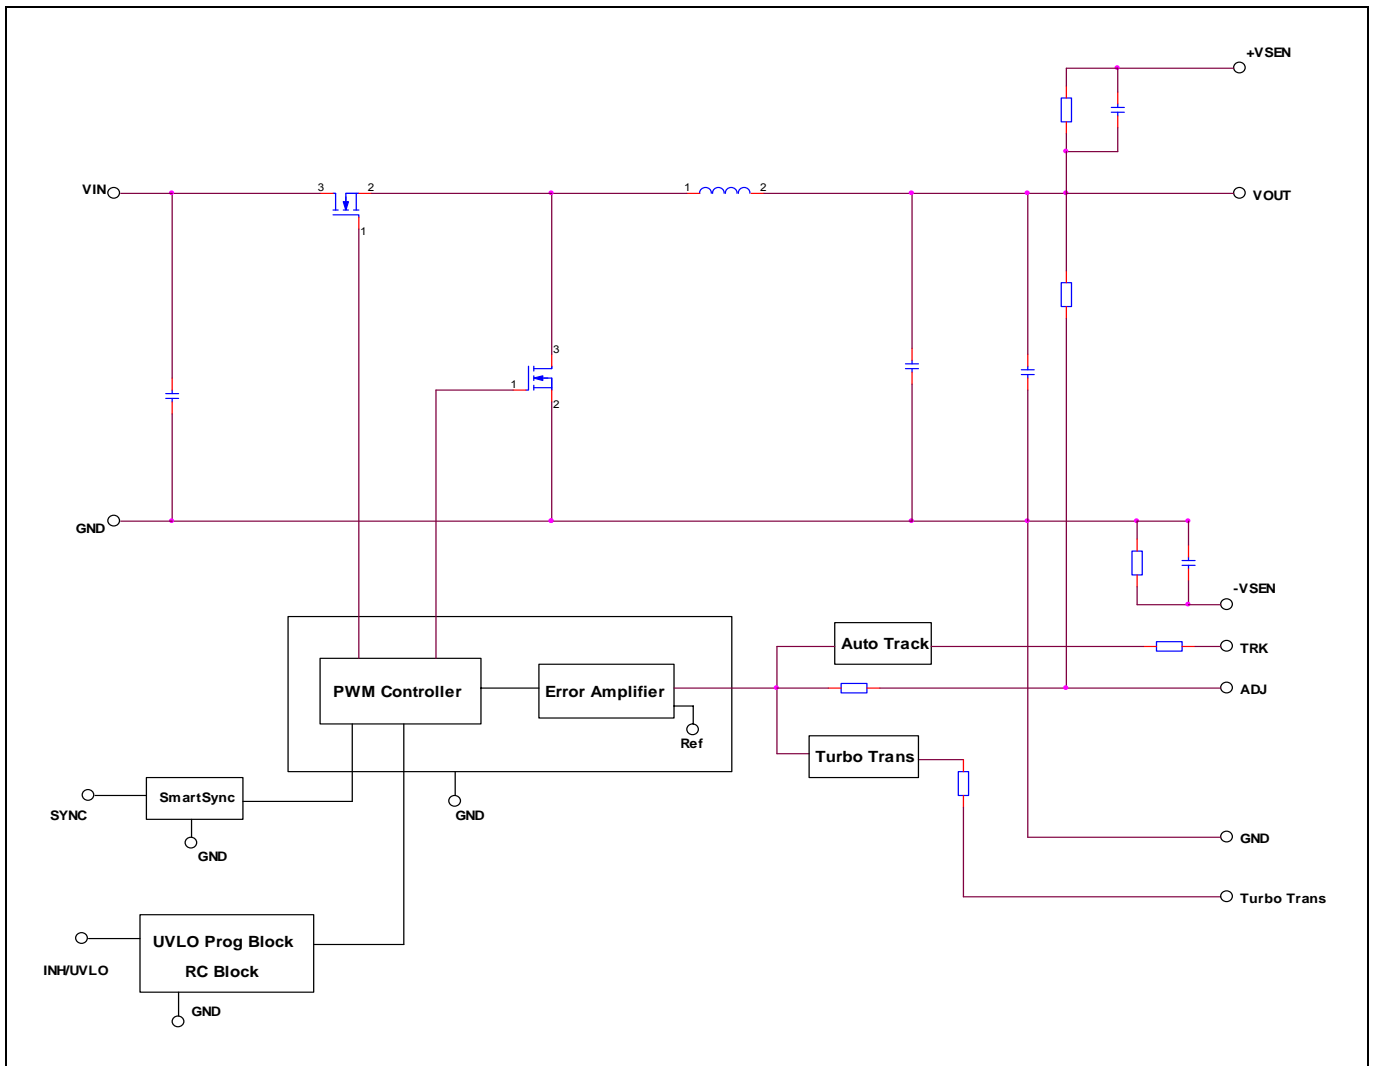 +VSEN
VIN
3
2
1
1
2
VOUT
3
1
2
GND
-VSEN
Auto Track
TRK
PWM Controller
Error Amplifier
ADJ
Ref
Turbo Trans
SmartSync
SYNC
GND
GND
GND
Turbo Trans
UVLO Prog Block
RC Block
INH/UVLO
GND